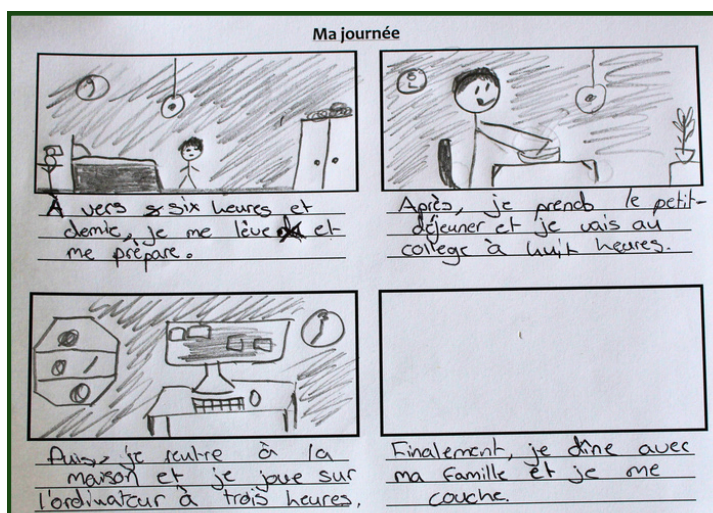 Ma journée
À vers six heures et
demie, je me lève et
me prépare.
Après, je prends le petit-
déjeuner et je vais au
college à huit heures.
Puis, je rentre à la
maison et je joue sur
l'ordinateur à trois heures.
Finalement, je dîne avec
ma famille et je me
couche.